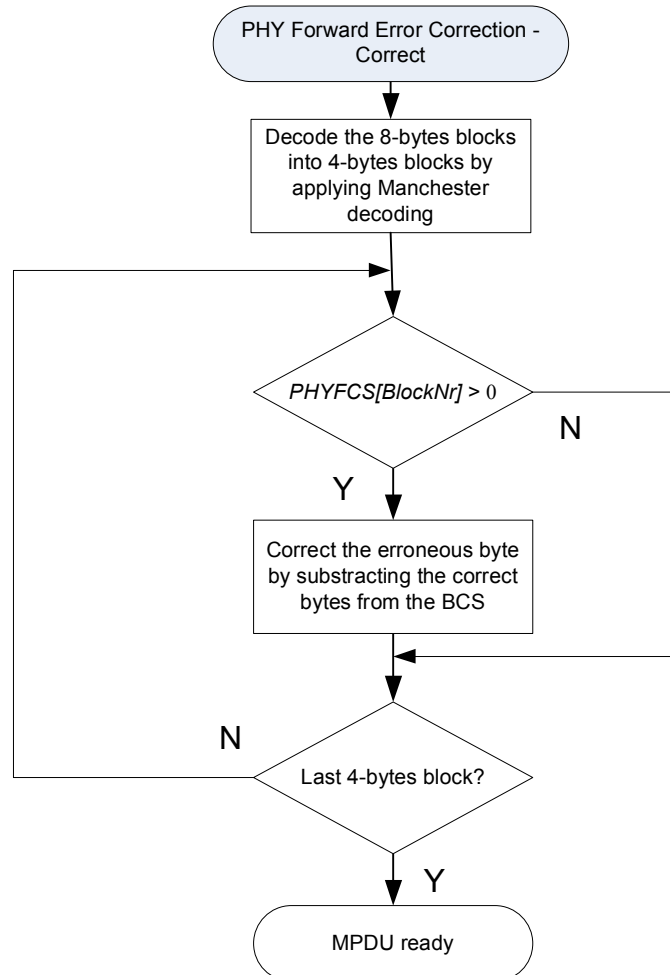 PHY Forward Error Correction -
Correct
Decode the 8-bytes blocks
into 4-bytes blocks by
applying Manchester
decoding
PHYFCS[BlockNr] > 0
N
Y
Correct the erroneous byte
by substracting the correct
bytes from the BCS
N
Last 4-bytes block?
Y
MPDU ready